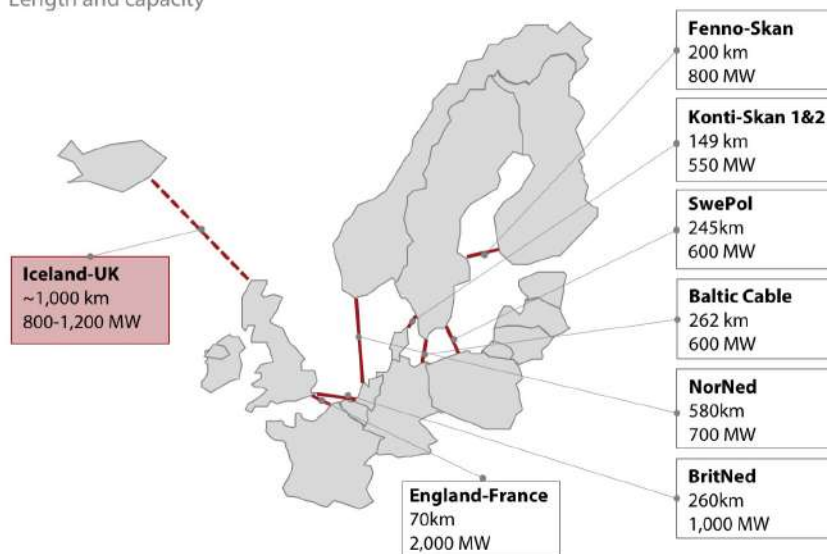 Length and capacity
Fenno-Skan
200 km
800 MW
Konti-Skan 1&2
149 km
550 MW
SwePol
245km
600 MW
Iceland-UK
~1,000 km
800-1,200 MW
Baltic Cable
262 km
600 MW
NorNed
580km
700 MW
BritNed
260km
1,000 MW
England-France
70km
2,000 MW